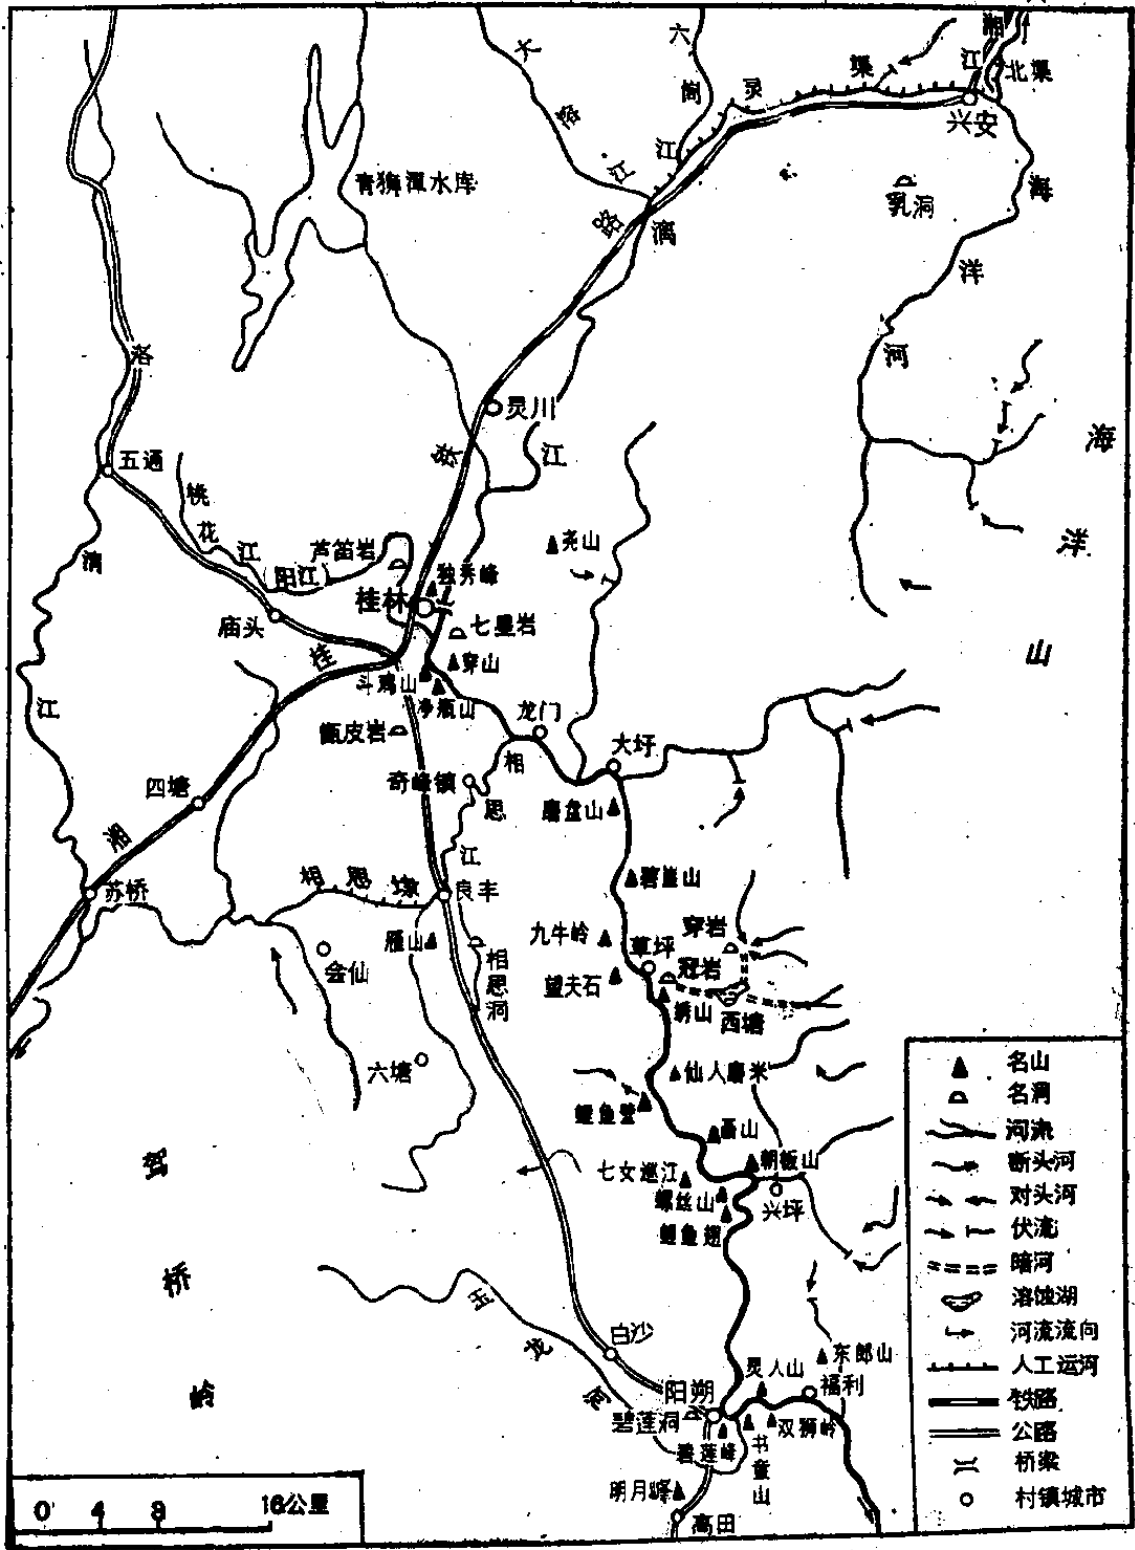 湘江
北渠
大溶江
六峒江
灵渠
兴安
青狮潭水库
乳洞
海洋河
漓江
洛清江
灵川
湘桂铁路
五通
桃花江
(阳江)
芦笛岩
尧山
独秀峰
桂林
七星岩
庙头
穿山
斗鸡山
净瓶山
海洋山
甑皮岩
龙门
大圩
相思江
奇峰镇
四塘
磨盘山
碧崖山
苏桥
相思埭
良丰
雁山
九牛岭
穿岩
草坪
冠岩
会仙
相思洞
望夫石
绣山
西塘
六塘
仙人磨米
鲤鱼壁
画山
朝板山
七女巡江
螺丝山
兴坪
鲤鱼翅
驾桥岭
玉龙河
白沙
东郎山
灵人山
福利
阳朔
碧莲洞
碧莲峰
双狮岭
书童山
明月峰
高田
名山
名洞
河流
断头河
对头河
伏流
暗河
溶蚀湖
河流流向
人工运河
铁路
公路
桥梁
村镇城市
0 4 8 16公里